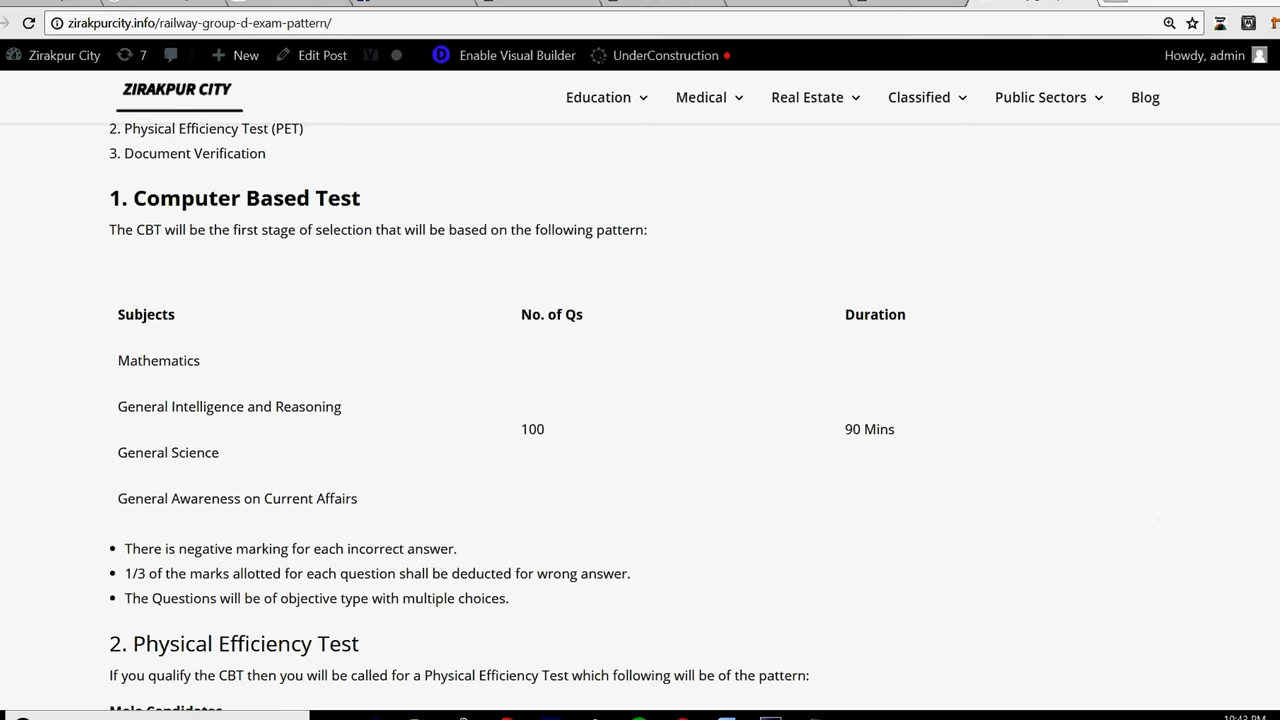 zirakpurcity.info/railway-group-d-exam-pattern/
Zirakpur City 7 New Edit Post Enable Visual Builder UnderConstruction Howdy, admin
ZIRAKPUR CITY
Education Medical Real Estate Classified Public Sectors Blog
2. Physical Efficiency Test (PET)
3. Document Verification
1. Computer Based Test
The CBT will be the first stage of selection that will be based on the following pattern:
Subjects No. of Qs Duration
Mathematics
General Intelligence and Reasoning
100 90 Mins
General Science
General Awareness on Current Affairs
• There is negative marking for each incorrect answer.
• 1/3 of the marks allotted for each question shall be deducted for wrong answer.
• The Questions will be of objective type with multiple choices.
2. Physical Efficiency Test
If you qualify the CBT then you will be called for a Physical Efficiency Test which following will be of the pattern:
Male Candidates
10:43 PM